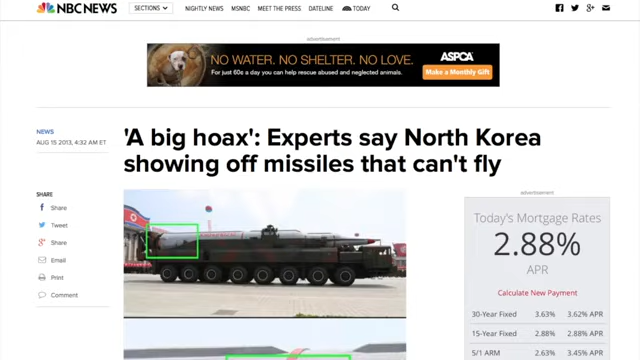 NBCNEWS
SECTIONS
NIGHTLY NEWS
MSNBC
MEET THE PRESS
DATELINE
TODAY
advertisement
NO WATER. NO SHELTER. NO LOVE.
For just 60¢ a day you can help rescue abused and neglected animals.
ASPCA
Make a Monthly Gift
NEWS
AUG 15 2013, 4:32 AM ET
'A big hoax': Experts say North Korea
showing off missiles that can't fly
SHARE
Share
Tweet
Share
Email
Print
Comment
advertisement
Today's Mortgage Rates
2.88%
APR
Calculate New Payment
30-Year Fixed 3.63% 3.62% APR
15-Year Fixed 2.88% 2.88% APR
5/1 ARM 2.63% 3.45% APR